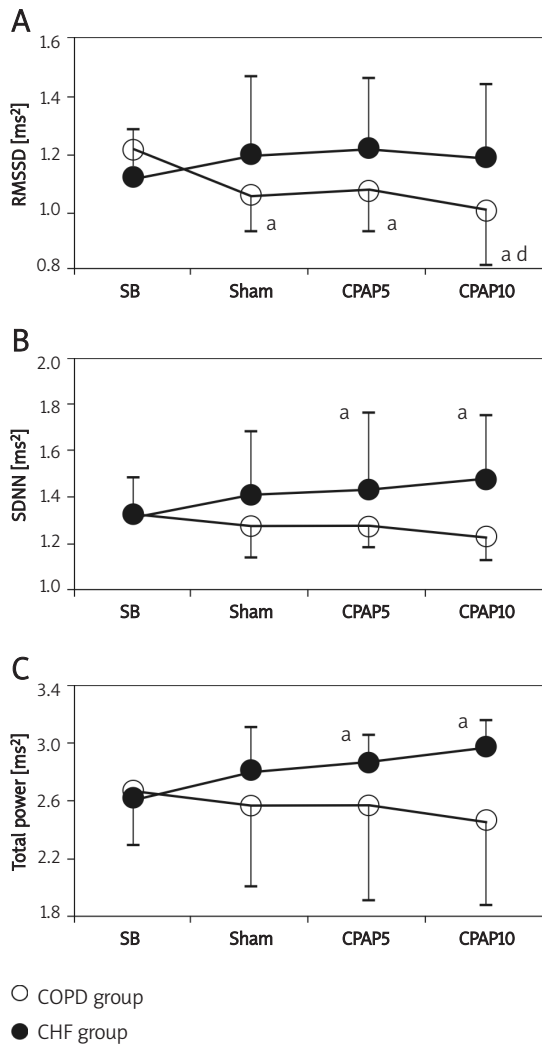 A
RMSSD [ms²]
1.6
1.4
1.2
1.0
0.8
a
a
a d
SB Sham CPAP5 CPAP10
B
SDNN [ms²]
2.0
1.8
1.6
1.4
1.2
1.0
a
a
SB Sham CPAP5 CPAP10
C
Total power [ms²]
3.4
3.0
2.6
2.2
1.8
a
a
SB Sham CPAP5 CPAP10
COPD group
CHF group